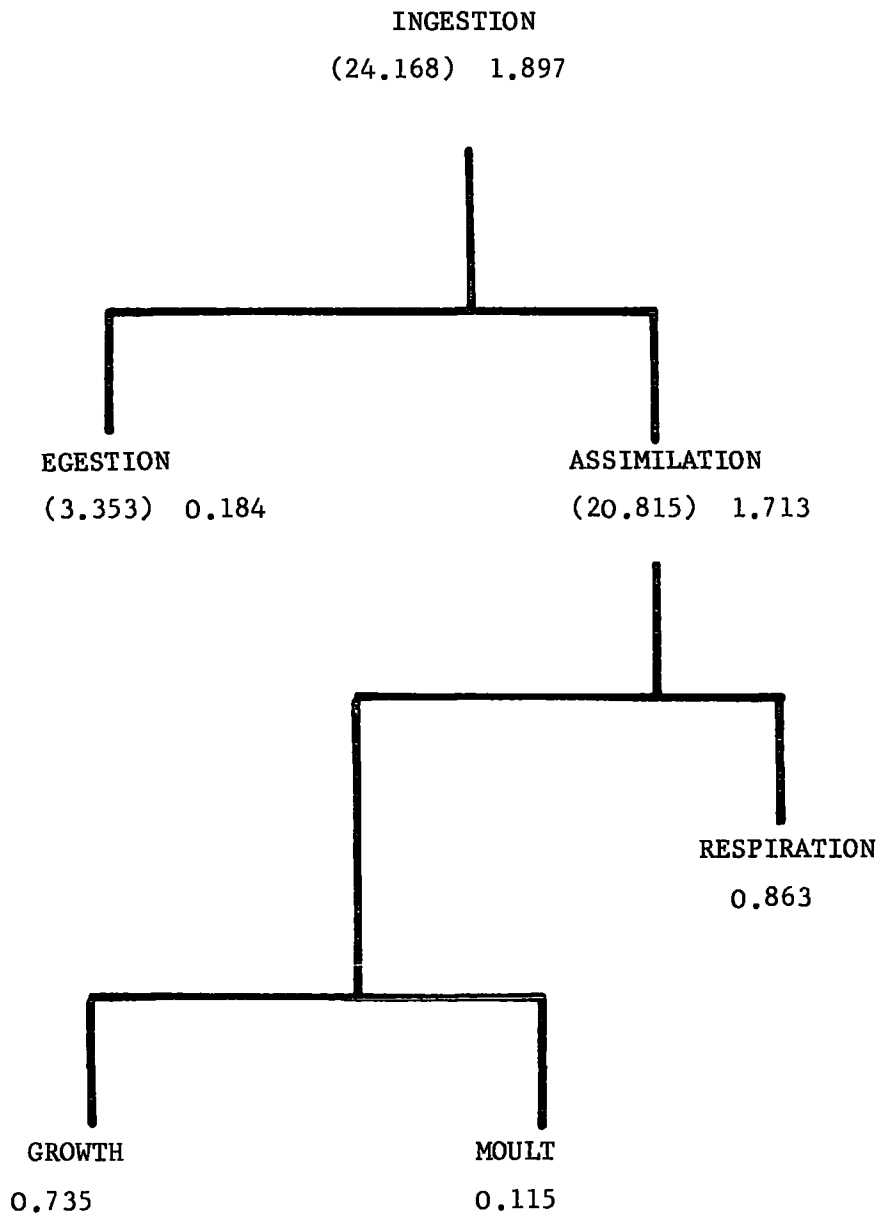 INGESTION
(24.168) 1.897
EGESTION
(3.353) 0.184
ASSIMILATION
(20.815) 1.713
RESPIRATION
0.863
GROWTH
0.735
MOULT
0.115